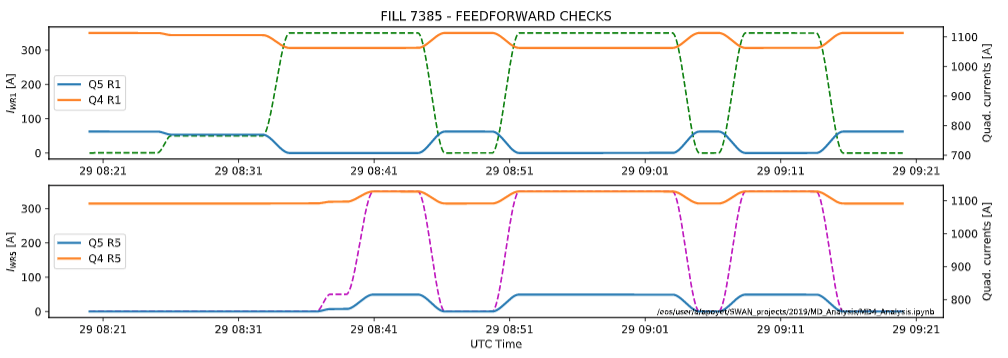 FILL 7385 - FEEDFORWARD CHECKS
300
200
100
0
I_WR1 [A]
Q5 R1
Q4 R1
1100
1000
900
800
700
Quad. currents [A]
29 08:21 29 08:31 29 08:41 29 08:51 29 09:01 29 09:11 29 09:21
300
200
100
0
I_WR5 [A]
Q5 R5
Q4 R5
1100
1000
900
800
Quad. currents [A]
29 08:21 29 08:31 29 08:41 29 08:51 29 09:01 29 09:11 29 09:21
UTC Time